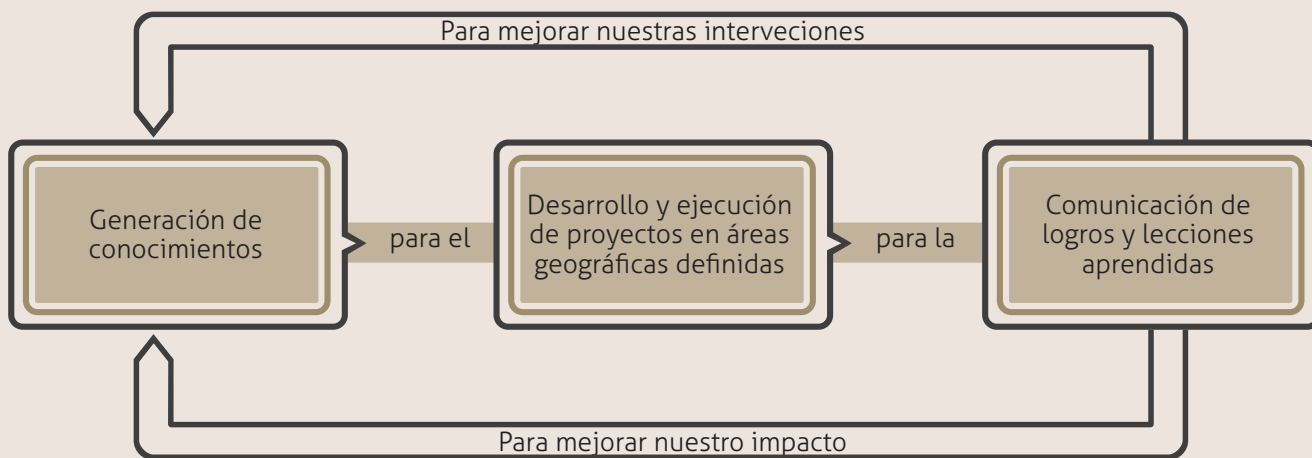 Para mejorar nuestras interveciones
Generación de
conocimientos
para el
Desarrollo y ejecución
de proyectos en áreas
geográficas definidas
para la
Comunicación de
logros y lecciones
aprendidas
Para mejorar nuestro impacto